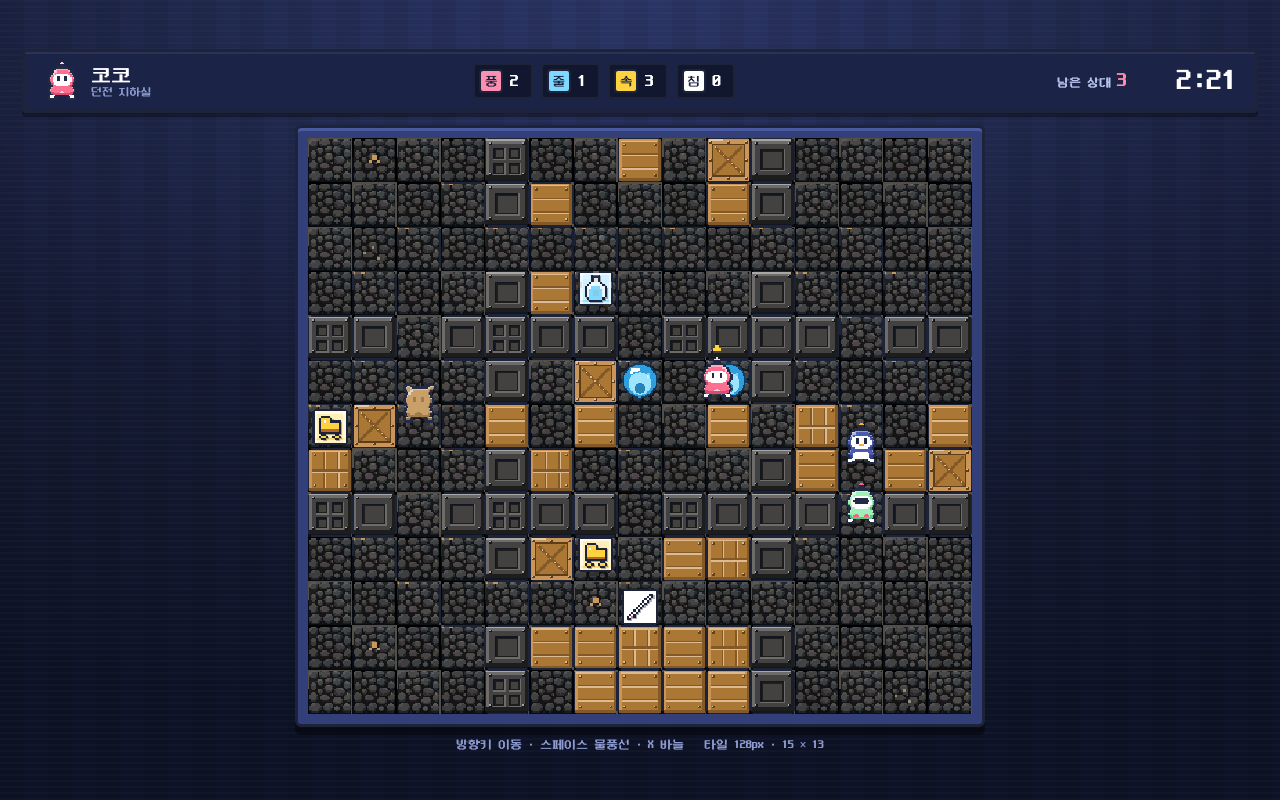 코코
던전 지하실
풍 2 줄 1 속 3 침 0
남은 상대 3
2:21
방향키 이동 · 스페이스 물풍선 · X 바늘 타일 128px · 15 × 13